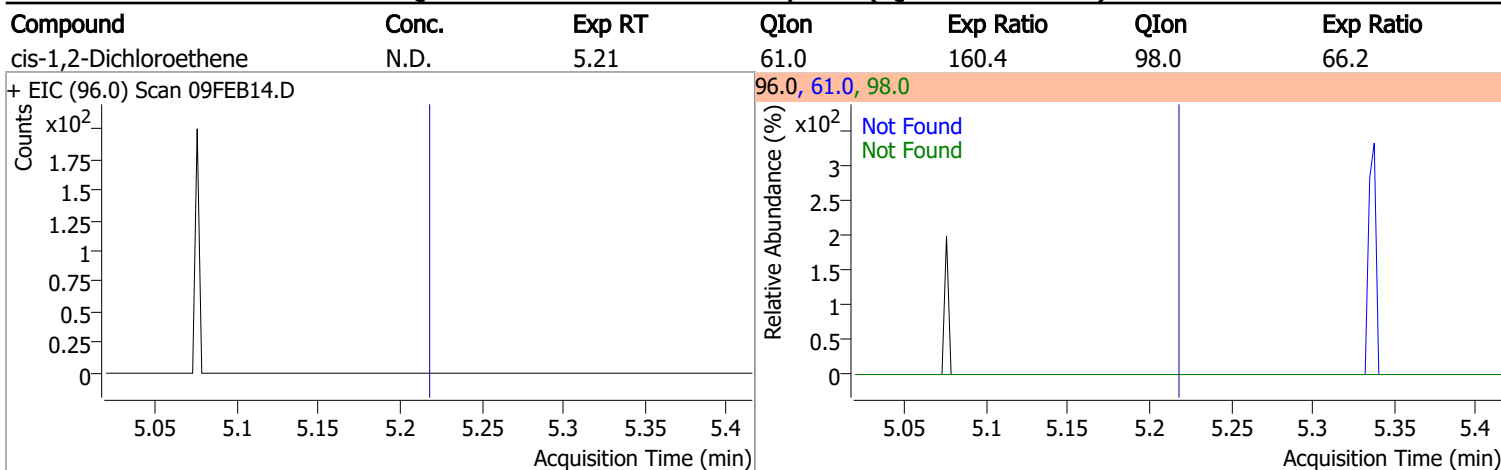 Compound Conc. Exp RT QIon Exp Ratio QIon Exp Ratio
cis-1,2-Dichloroethene N.D. 5.21 61.0 160.4 98.0 66.2
+ EIC (96.0) Scan 09FEB14.D
Counts
x10²
1.75
1.5
1.25
1
0.75
0.5
0.25
0
5.05 5.1 5.15 5.2 5.25 5.3 5.35 5.4
Acquisition Time (min)
96.0, 61.0, 98.0
Relative Abundance (%)
x10²
Not Found
Not Found
3
2.5
2
1.5
1
0.5
0
5.05 5.1 5.15 5.2 5.25 5.3 5.35 5.4
Acquisition Time (min)